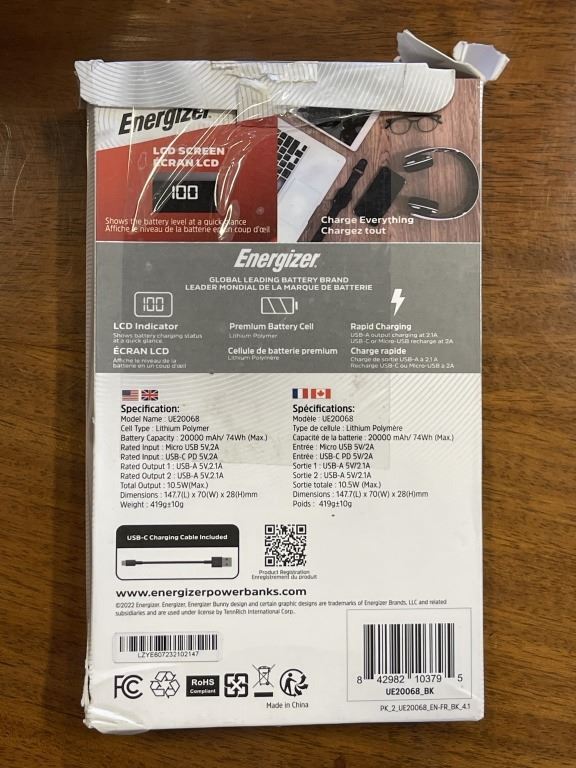 Energizer
LCD SCREEN
ÉCRAN LCD
100
Shows the battery level at a quick glance
Affiche le niveau de la batterie en un coup d'œil
Charge Everything
Chargez tout
Energizer
GLOBAL LEADING BATTERY BRAND
LEADER MONDIAL DE LA MARQUE DE BATTERIE
100
LCD Indicator
Shows battery charging status
at a quick glance.
ÉCRAN LCD
Affiche le niveau de la
batterie en un coup d'œil
Premium Battery Cell
Lithium Polymer
Cellule de batterie premium
Lithium Polymère
Rapid Charging
USB-A output charging at 2.1A
USB-C or Micro-USB recharge at 2A
Charge rapide
Charge de sortie USB-A à 2,1 A
Recharge USB-C ou Micro-USB à 2A
Specification:
Model Name : UE20068
Cell Type : Lithium Polymer
Battery Capacity : 20000 mAh/ 74Wh (Max.)
Rated Input : Micro USB 5V,2A
Rated Input : USB-C PD 5V,2A
Rated Output 1 : USB-A 5V,2.1A
Rated Output 2 : USB-A 5V,2.1A
Total Output : 10.5W(Max.)
Dimensions : 147.7(L) x 70(W) x 28(H)mm
Weight : 419g±10g
Spécifications:
Modèle : UE20068
Type de cellule : Lithium Polymère
Capacité de la batterie : 20000 mAh/ 74Wh (Max.)
Entrée : Micro USB 5V/2A
Entrée : USB-C PD 5V/2A
Sortie 1 : USB-A 5V/2.1A
Sortie 2 : USB-A 5V/2.1A
Sortie totale : 10.5W (Max.)
Dimensions : 147.7(L) x 70(W) x 28(H)mm
Poids : 419g±10g
USB-C Charging Cable Included
Product Registration
Enregistrement du produit
www.energizerpowerbanks.com
©2022 Energizer. Energizer, Energizer Bunny design and certain graphic designs are trademarks of Energizer Brands, LLC and related
subsidiaries and are used under license by TennRich International Corp.
LZYE607232102147
FC
RoHS
Compliant
Made in China
8 42982 10379 5
UE20068_BK
PK_2_UE20068_EN-FR_BK_4.1